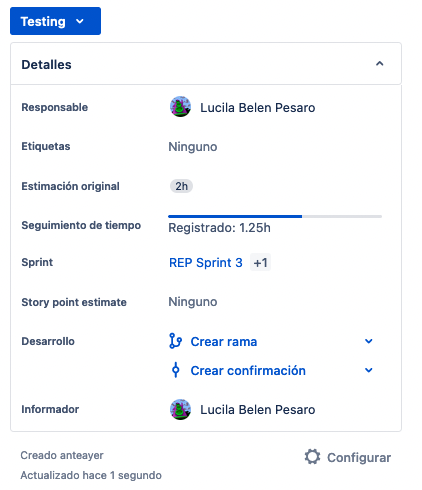 Testing
Detalles
Responsable
Lucila Belen Pesaro
Etiquetas
Ninguno
Estimación original
2h
Seguimiento de tiempo
Registrado: 1.25h
Sprint
REP Sprint 3 +1
Story point estimate
Ninguno
Desarrollo
Crear rama
Crear confirmación
Informador
Lucila Belen Pesaro
Creado anteayer
Configurar
Actualizado hace 1 segundo